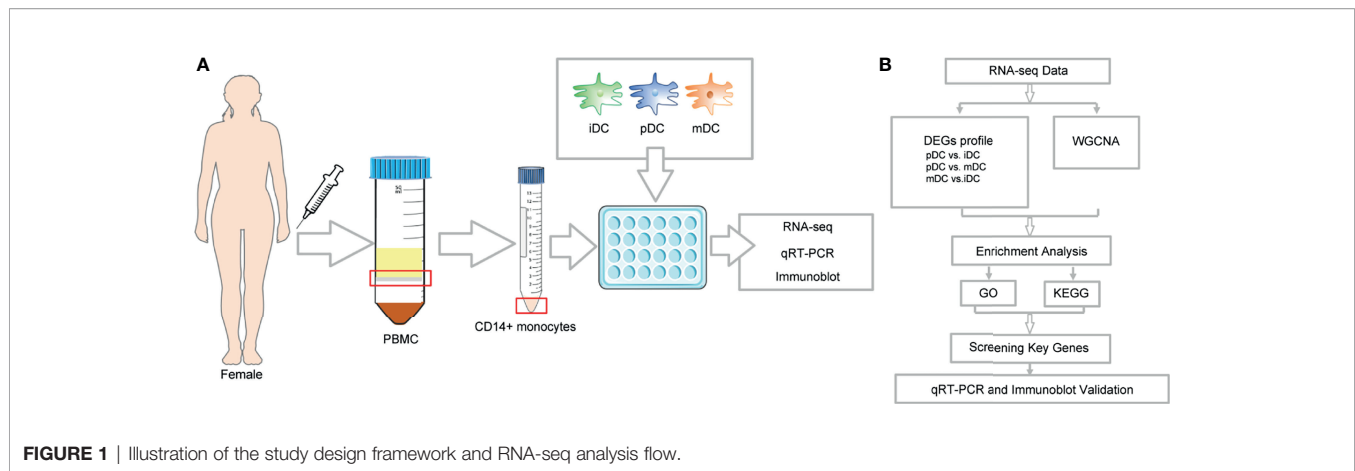 A
Female
PBMC
CD14+ monocytes
iDC pDC mDC
RNA-seq
qRT-PCR
Immunoblot
B
RNA-seq Data
DEGs profile
pDC vs. iDC
pDC vs. mDC
mDC vs.iDC
WGCNA
Enrichment Analysis
GO
KEGG
Screening Key Genes
qRT-PCR and Immunoblot Validation
FIGURE 1 | Illustration of the study design framework and RNA-seq analysis flow.